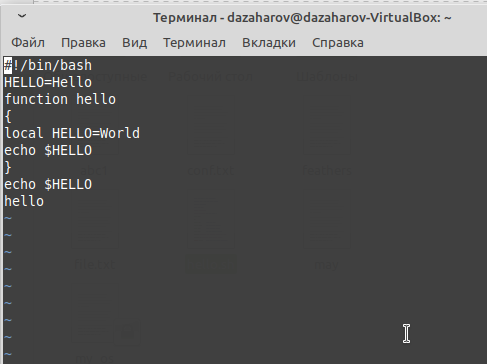 Терминал - dazaharov@dazaharov-VirtualBox: ~
Файл Правка Вид Терминал Вкладки Справка
#!/bin/bash
HELLO=Hello
function hello
{
local HELLO=World
echo $HELLO
}
echo $HELLO
hello
~
~
~
~
~
~
~
~
~